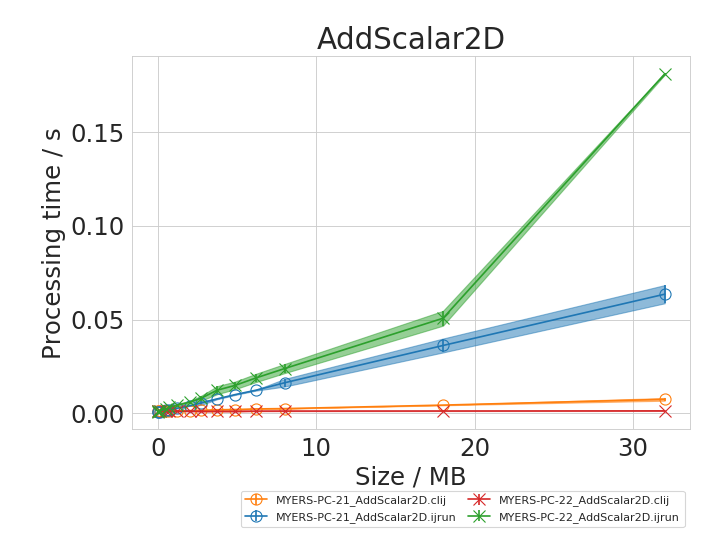 AddScalar2D
Processing time / s
0.15
0.10
0.05
0.00
0 10 20 30
Size / MB
MYERS-PC-21_AddScalar2D.clij MYERS-PC-22_AddScalar2D.clij
MYERS-PC-21_AddScalar2D.ijrun MYERS-PC-22_AddScalar2D.ijrun